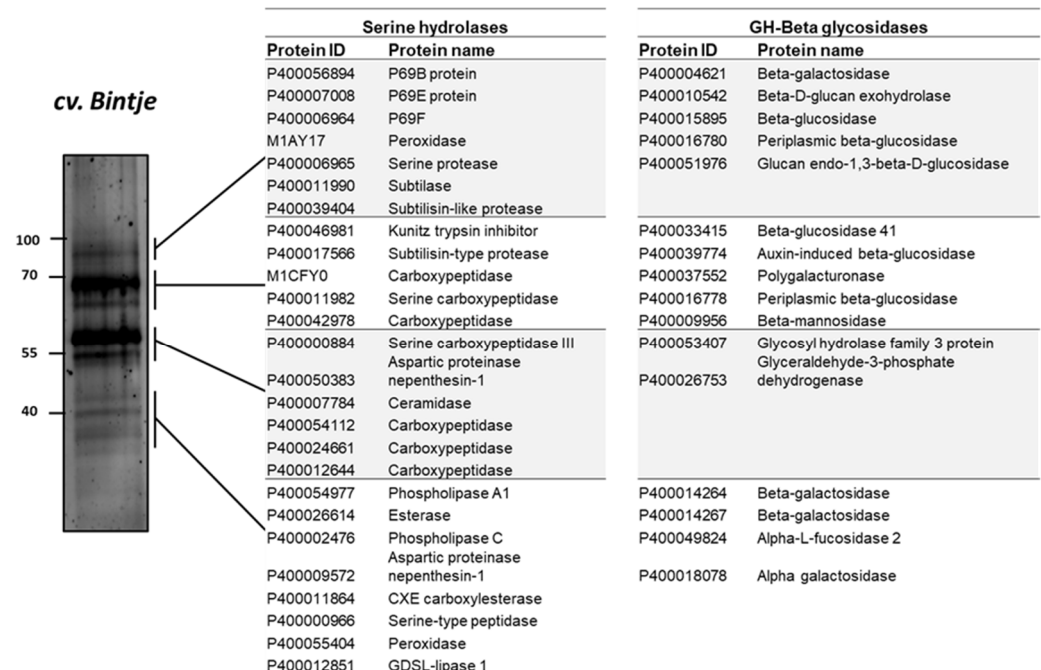 Serine hydrolases
GH-Beta glycosidases
Protein ID Protein name
Protein ID Protein name
cv. Bintje
100
70
55
40
P400056894 P69B protein
P400007008 P69E protein
P400006964 P69F
M1AY17 Peroxidase
P400006965 Serine protease
P400011990 Subtilase
P400039404 Subtilisin-like protease
P400046981 Kunitz trypsin inhibitor
P400017566 Subtilisin-type protease
M1CFY0 Carboxypeptidase
P400011982 Serine carboxypeptidase
P400042978 Carboxypeptidase
P400000884 Serine carboxypeptidase III
Aspartic proteinase
P400050383 nepenthesin-1
P400007784 Ceramidase
P400054112 Carboxypeptidase
P400024661 Carboxypeptidase
P400012644 Carboxypeptidase
P400054977 Phospholipase A1
P400026614 Esterase
P400002476 Phospholipase C
Aspartic proteinase
P400009572 nepenthesin-1
P400011864 CXE carboxylesterase
P400000966 Serine-type peptidase
P400055404 Peroxidase
P400012851 GDSL-lipase 1
P400004621 Beta-galactosidase
P400010542 Beta-D-glucan exohydrolase
P400015895 Beta-glucosidase
P400016780 Periplasmic beta-glucosidase
P400051976 Glucan endo-1,3-beta-D-glucosidase
P400033415 Beta-glucosidase 41
P400039774 Auxin-induced beta-glucosidase
P400037552 Polygalacturonase
P400016778 Periplasmic beta-glucosidase
P400009956 Beta-mannosidase
P400053407 Glycosyl hydrolase family 3 protein
Glyceraldehyde-3-phosphate
P400026753 dehydrogenase
P400014264 Beta-galactosidase
P400014267 Beta-galactosidase
P400049824 Alpha-L-fucosidase 2
P400018078 Alpha galactosidase